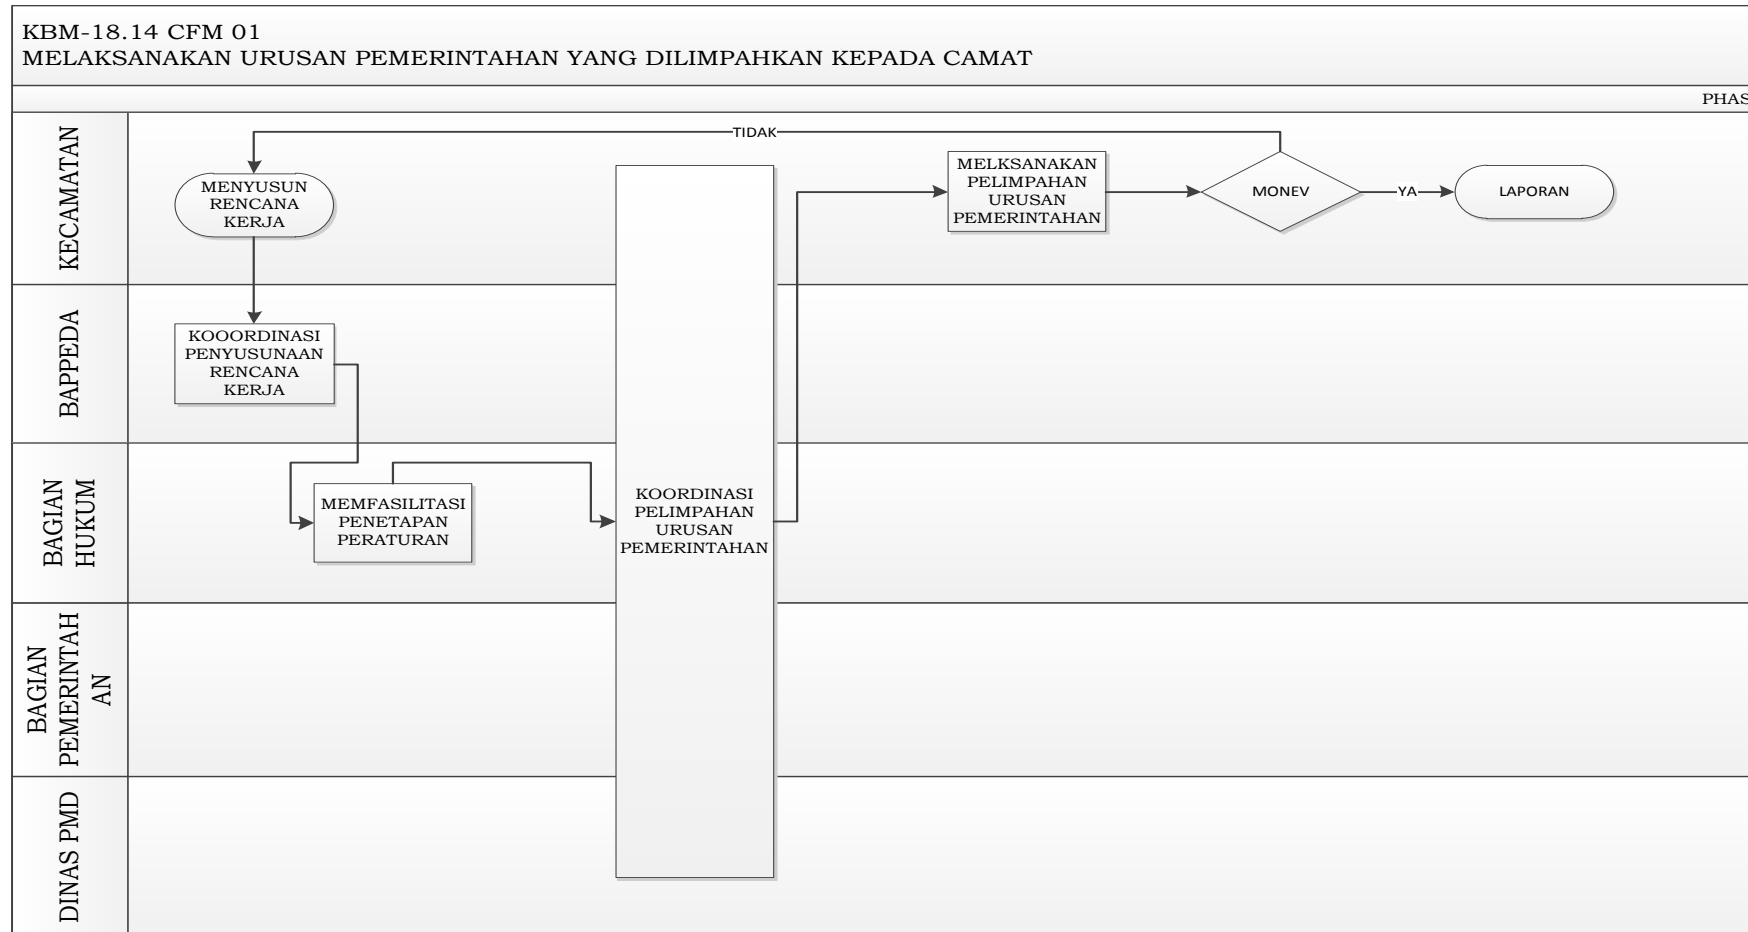 KBM-18.14 CFM 01
MELAKSANAKAN URUSAN PEMERINTAHAN YANG DILIMPAHKAN KEPADA CAMAT
PHAS
KECAMATAN
TIDAK
MENYUSUN
RENCANA
KERJA
MELKSANAKAN
PELIMPAHAN
URUSAN
PEMERINTAHAN
MONEV
YA
LAPORAN
BAPPEDA
KOOORDINASI
PENYUSUNAAN
RENCANA
KERJA
BAGIAN
HUKUM
MEMFASILITASI
PENETAPAN
PERATURAN
KOORDINASI
PELIMPAHAN
URUSAN
PEMERINTAHAN
BAGIAN
PEMERINTAH
AN
DINAS PMD